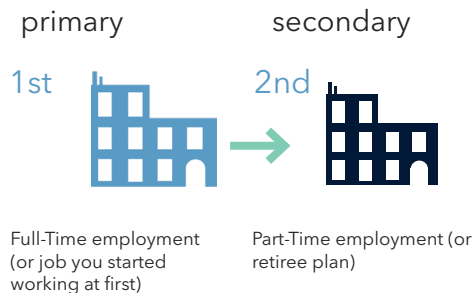 primary
secondary
1st
2nd
Full-Time employment
(or job you started
working at first)
Part-Time employment (or
retiree plan)